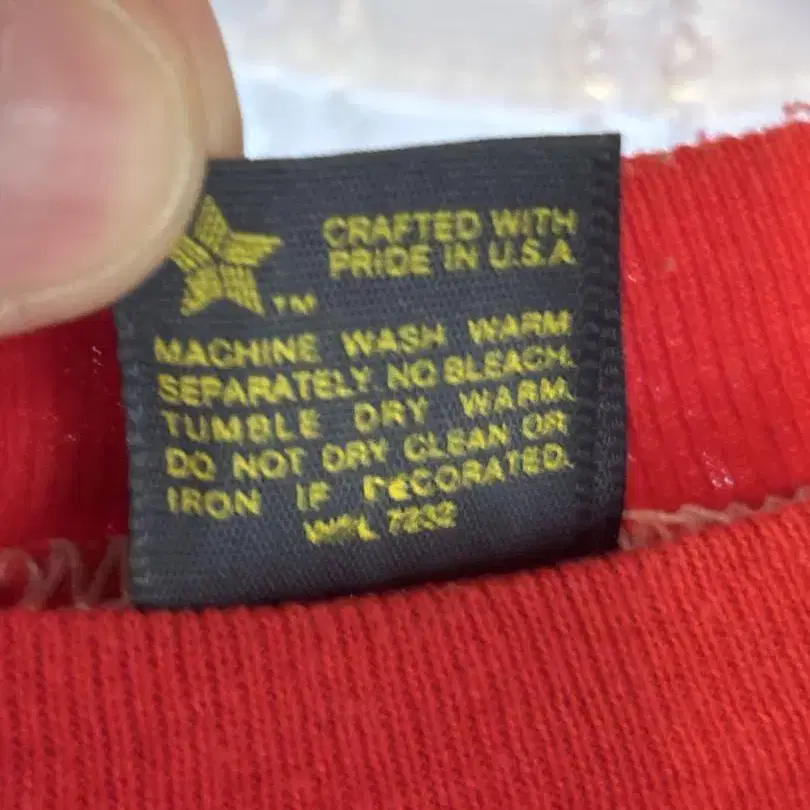 CRAFTED WITH
PRIDE IN U.S.A
TM
MACHINE WASH WARM
SEPARATELY NO BLEACH.
TUMBLE DRY WARM.
DO NOT DRY CLEAN OR
IRON IF DECORATED.
WPL 7232